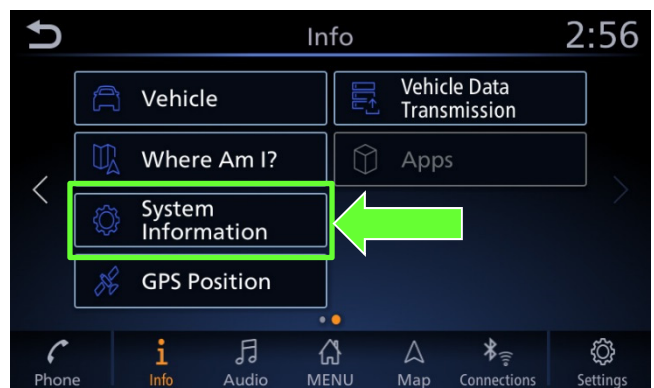 Info
2:56
Vehicle
Vehicle Data
Transmission
Where Am I?
Apps
System
Information
GPS Position
Phone
Info
Audio
MENU
Map
Connections
Settings